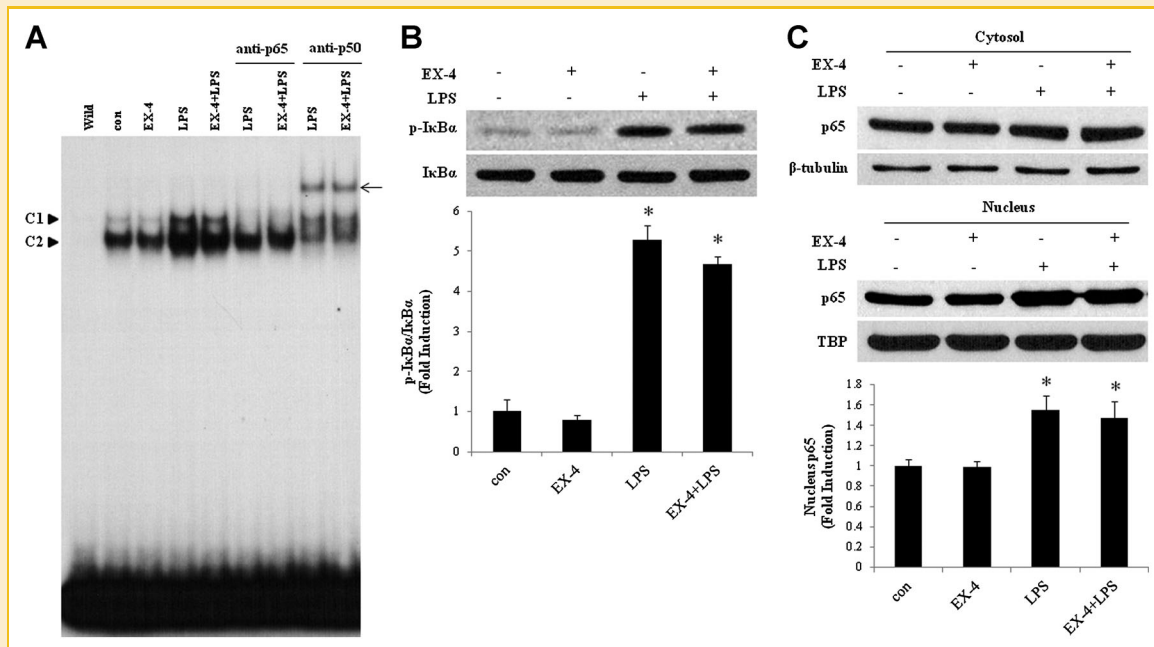 A
anti-p65 anti-p50
Wild con EX-4 LPS EX-4+LPS LPS EX-4+LPS LPS EX-4+LPS
C1
C2
B
EX-4 - + - +
LPS - - + +
p-IκBα
IκBα
p-IκBα/IκBα
(Fold Induction)
6
5
4
3
2
1
0
* *
con EX-4 LPS EX-4+LPS
C
Cytosol
EX-4 - + - +
LPS - - + +
p65
β-tubulin
Nucleus
EX-4 - + - +
LPS - - + +
p65
TBP
Nucleus p65
(Fold Induction)
1.8
1.6
1.4
1.2
1
0.8
0.6
0.4
0.2
0
* *
con EX-4 LPS EX-4+LPS